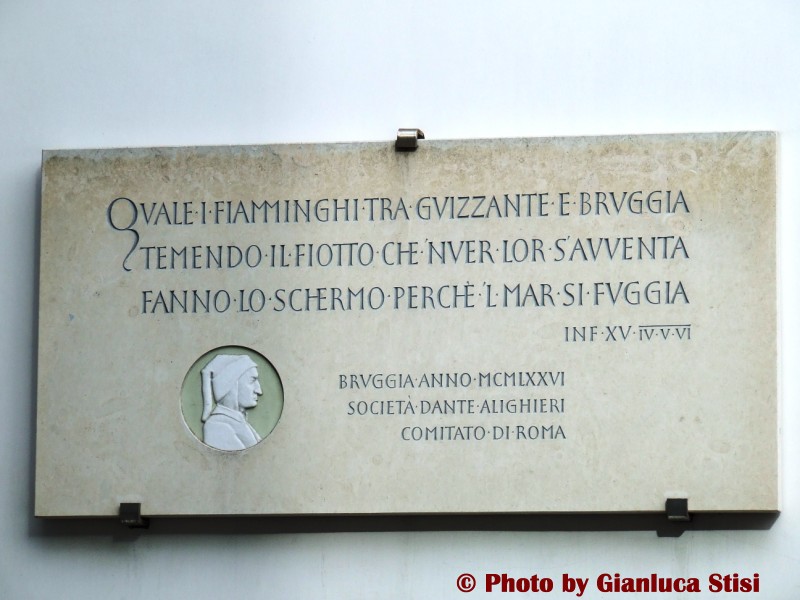 QVALE·I·FIAMMINGHI·TRA·GVIZZANTE·E·BRVGGIA
TEMENDO·IL·FIOTTO·CHE·'NVER·LOR·S'AVVENTA
FANNO·LO·SCHERMO·PERCHÈ·'L·MAR·SI·FVGGIA
INF·XV·IV·V·VI
BRVGGIA·ANNO·MCMLXXVI
SOCIETÀ·DANTE·ALIGHIERI
COMITATO·DI·ROMA
© Photo by Gianluca Stisi